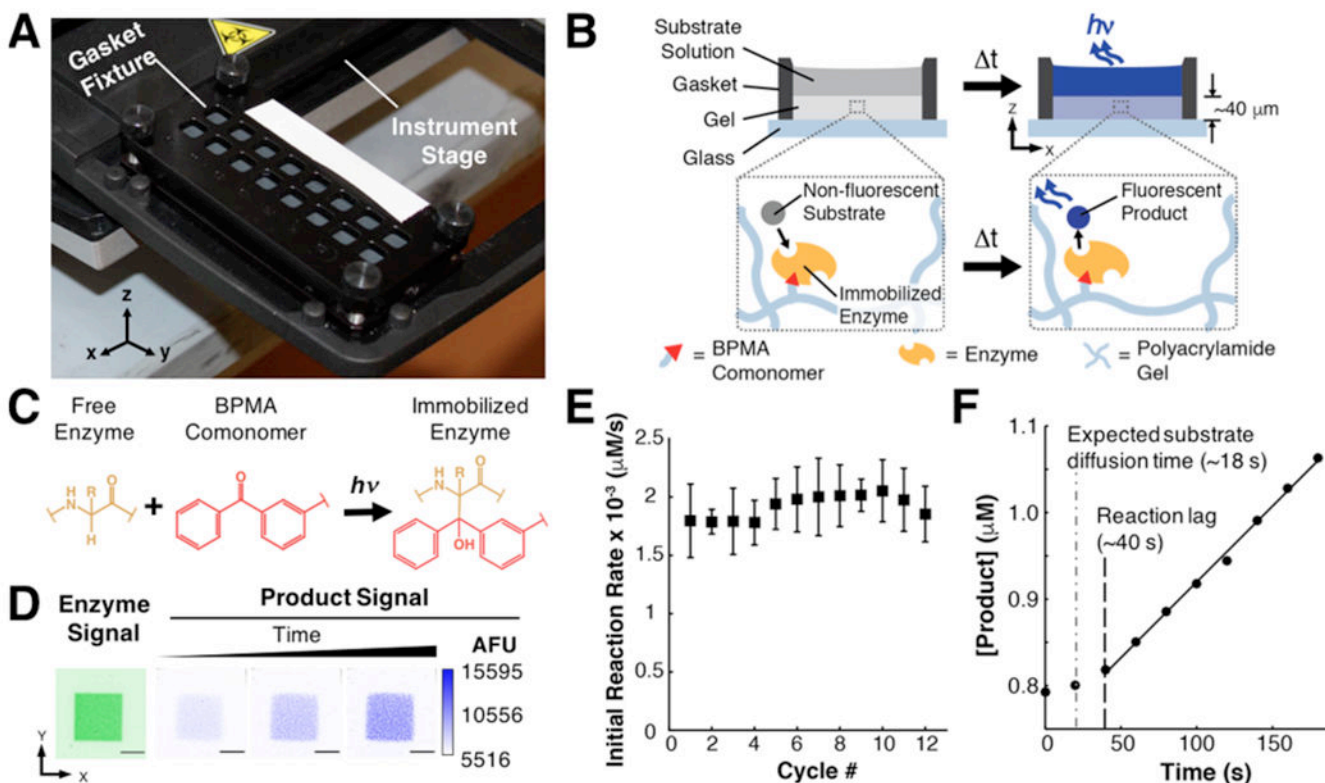 A
Gasket
Fixture
Instrument
Stage
z
x
y
B
Substrate
Solution
Gasket
Gel
Glass
Δt
hν
~40 μm
z
x
Non-fluorescent
Substrate
Immobilized
Enzyme
Δt
Fluorescent
Product
= BPMA
Comonomer
= Enzyme
= Polyacrylamide
Gel
C
Free
Enzyme
BPMA
Comonomer
Immobilized
Enzyme
H
N
R
O
H
+
O
hν
H
N
R
O
OH
D
Enzyme
Signal
Product Signal
Time
AFU
15595
10556
5516
Y
X
E
Initial Reaction Rate x 10⁻³ (μM/s)
2.5
2
1.5
1
0.5
0
0 2 4 6 8 10 12
Cycle #
F
[Product] (μM)
1.1
1.0
0.9
0.8
0.7
Expected substrate
diffusion time (~18 s)
Reaction lag
(~40 s)
0 50 100 150
Time (s)